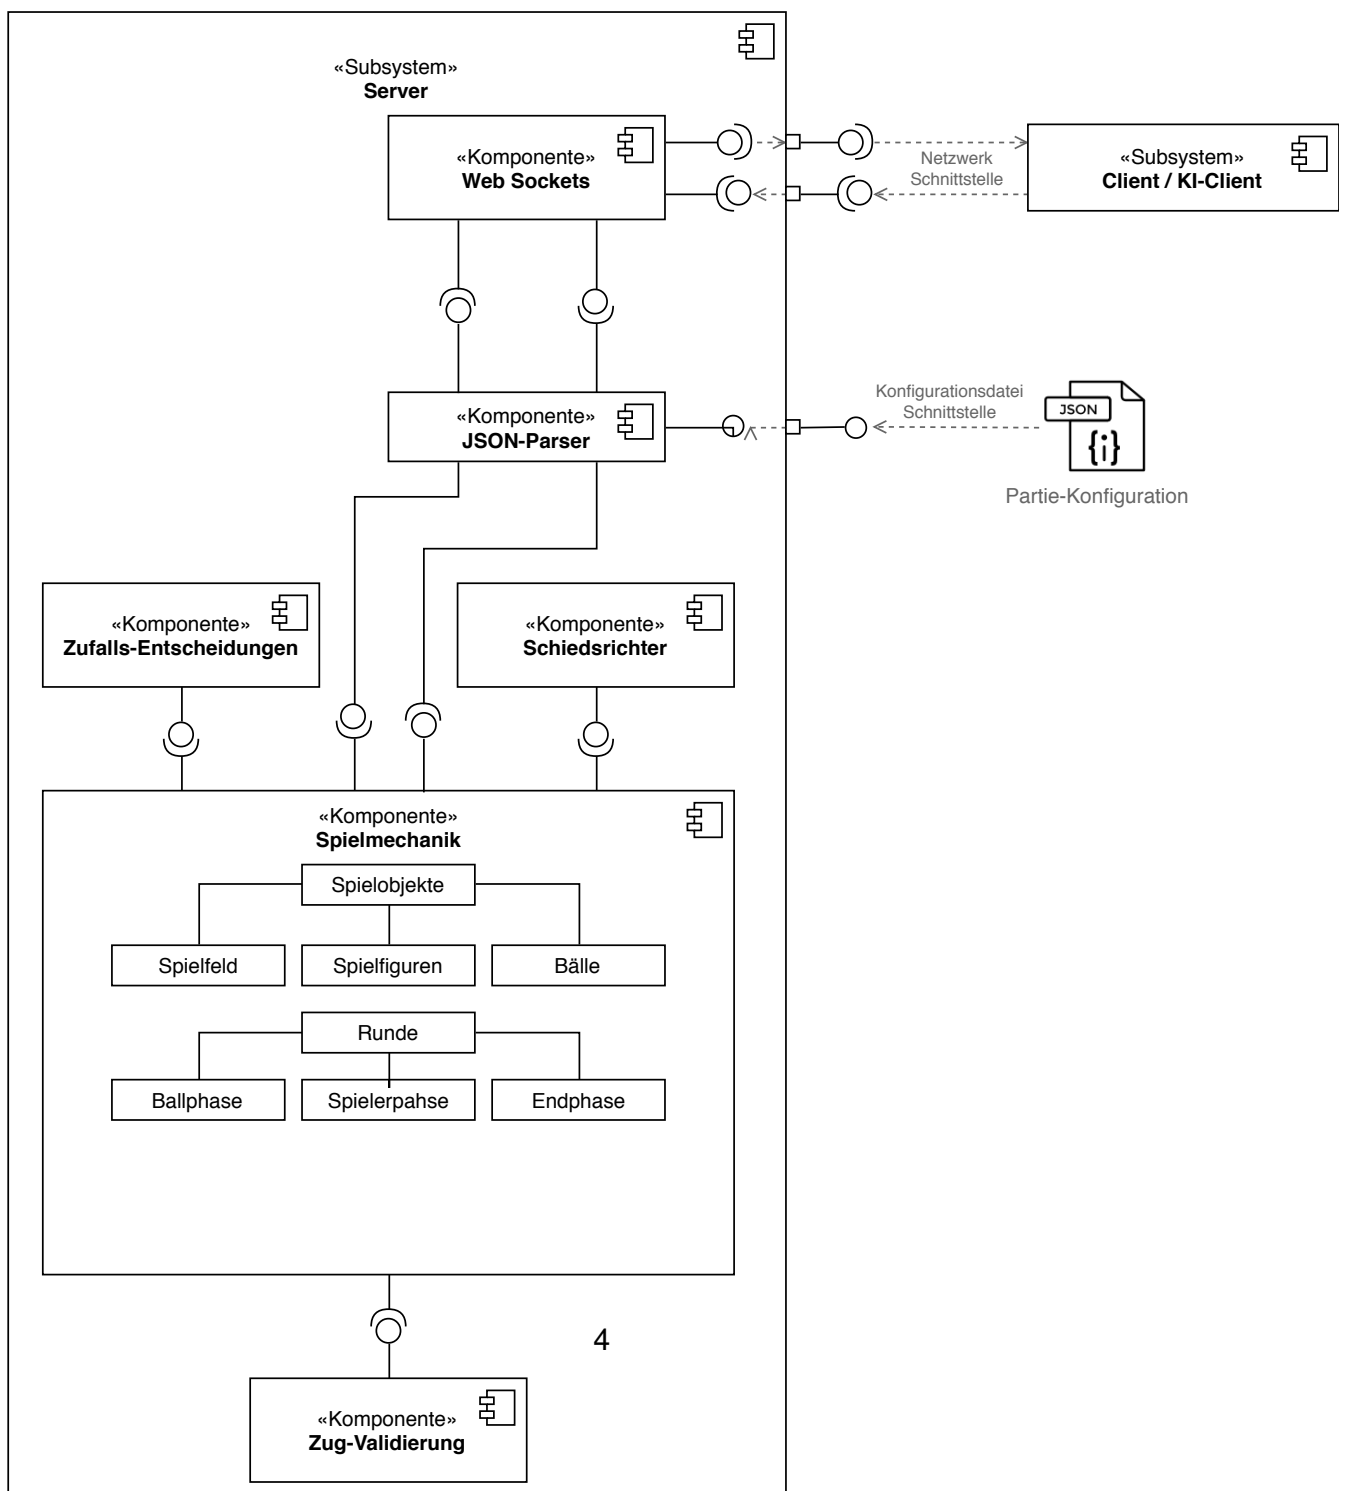 «Subsystem»
Server
«Komponente»
Web Sockets
Netzwerk
Schnittstelle
«Subsystem»
Client / KI-Client
«Komponente»
JSON-Parser
Konfigurationsdatei
Schnittstelle
JSON
{i}
Partie-Konfiguration
«Komponente»
Zufalls-Entscheidungen
«Komponente»
Schiedsrichter
«Komponente»
Spielmechanik
Spielobjekte
Spielfeld
Spielfiguren
Bälle
Runde
Ballphase
Spielerpahse
Endphase
4
«Komponente»
Zug-Validierung